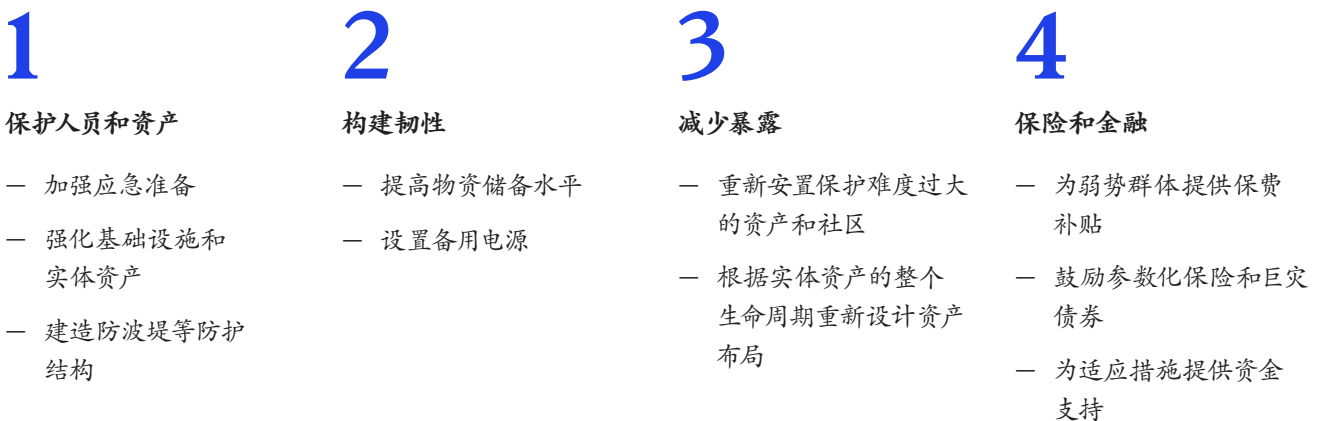 1
保护人员和资产
— 加强应急准备
— 强化基础设施和
实体资产
— 建造防波堤等防护
结构
2
构建韧性
— 提高物资储备水平
— 设置备用电源
3
减少暴露
— 重新安置保护难度过大
的资产和社区
— 根据实体资产的整个
生命周期重新设计资产
布局
4
保险和金融
— 为弱势群体提供保费
补贴
— 鼓励参数化保险和巨灾
债券
— 为适应措施提供资金
支持